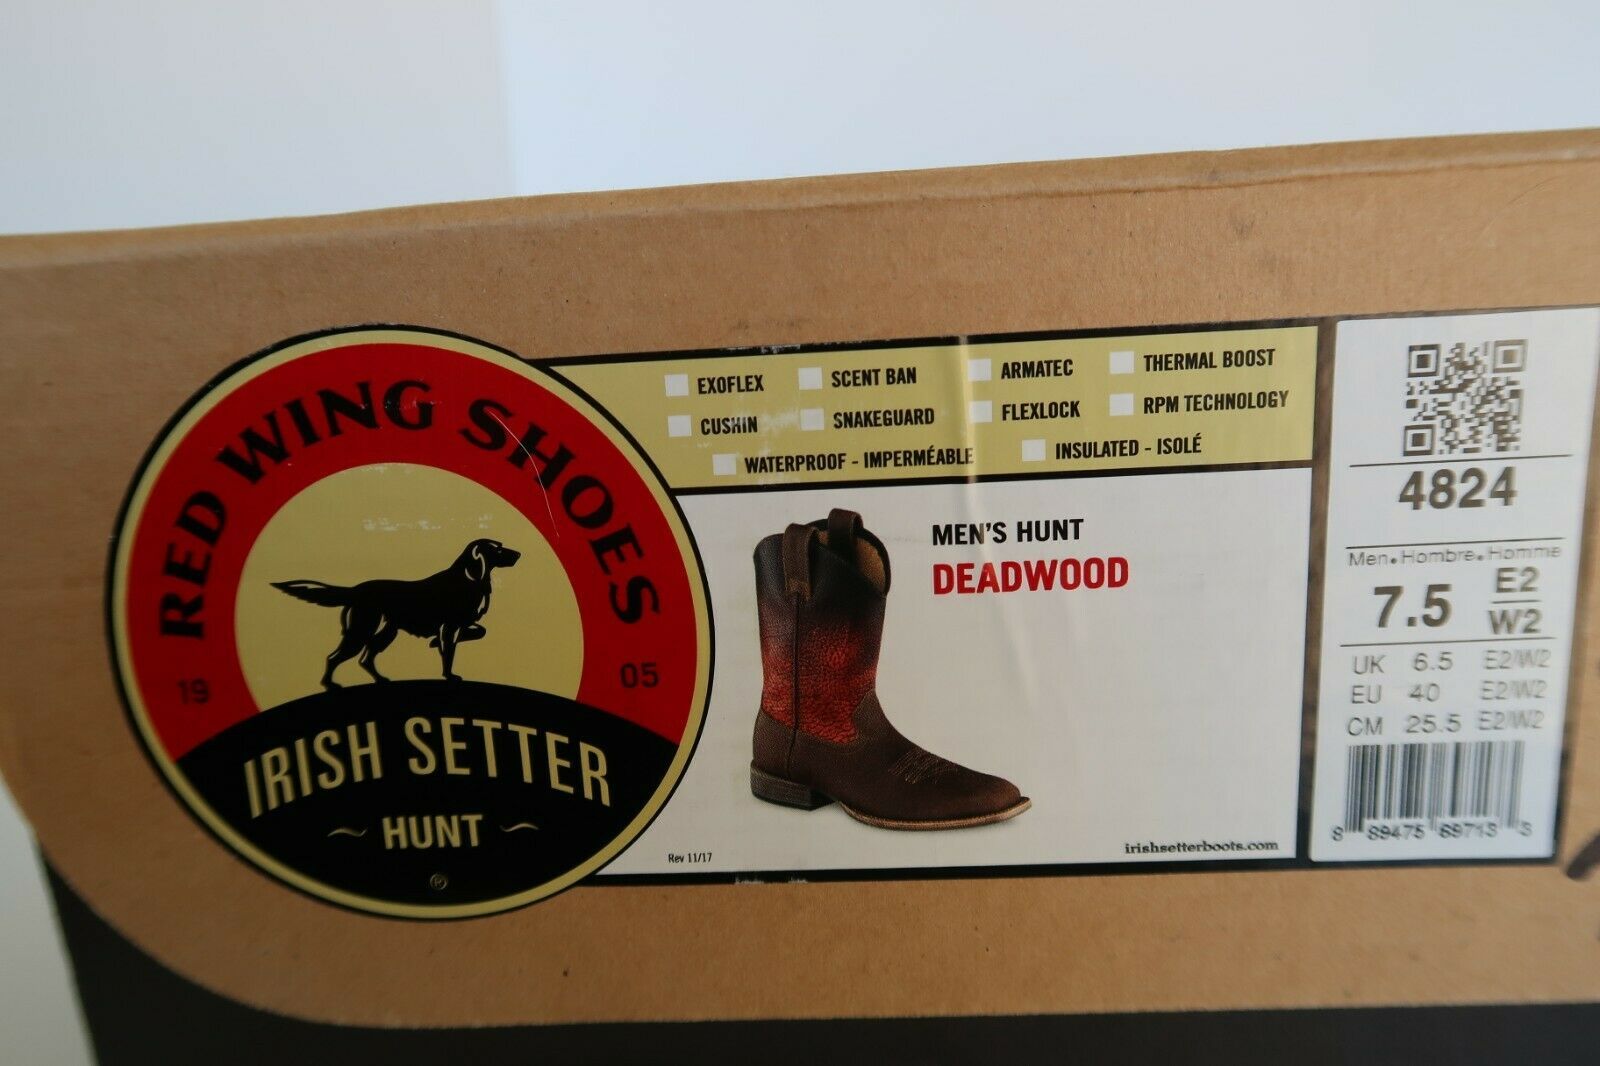 RED WING SHOES
19 05
IRISH SETTER
~ HUNT ~
®
EXOFLEX SCENT BAN ARMATEC THERMAL BOOST
CUSHIN SNAKEGUARD FLEXLOCK RPM TECHNOLOGY
WATERPROOF - IMPERMÉABLE INSULATED - ISOLÉ
MEN'S HUNT
DEADWOOD
Rev 11/17
irishsetterboots.com
4824
Men•Hombre•Homme
7.5 E2
W2
UK 6.5 E2/W2
EU 40 E2/W2
CM 25.5 E2/W2
8 89475 69713 3